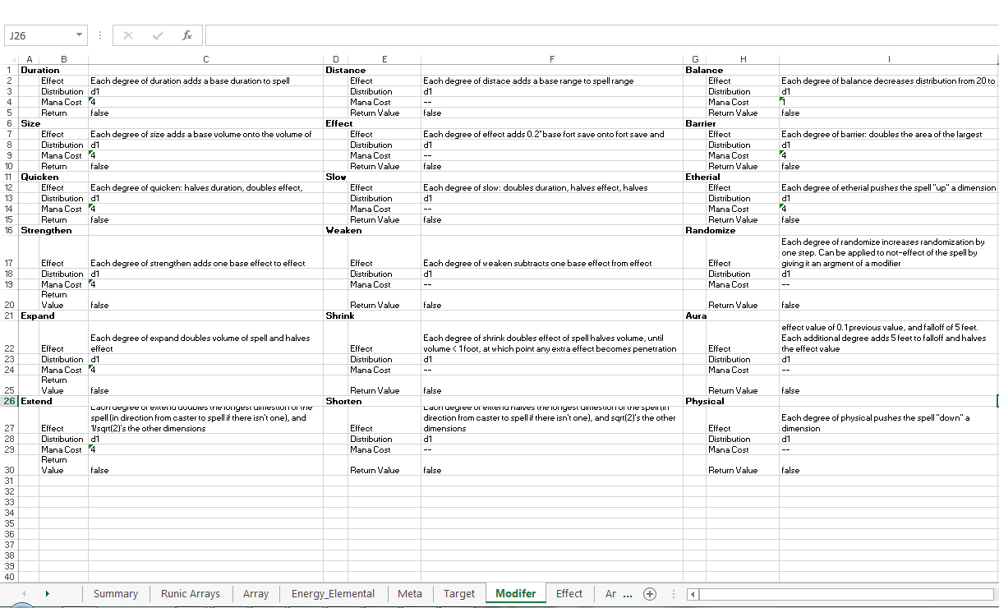 J26 fx
A B C D E F G H I
1 Duration Distance Balance
2 Effect Each degree of duration adds a base duration to spell Effect Each degree of distace adds a base range to spell range Effect Each degree of balance decreases distribution from 20 to
3 Distribution d1 Distribution d1 Distribution d1
4 Mana Cost 4 Mana Cost -- Mana Cost 1
5 Return false Return Value false Return Value false
6 Size Effect Barrier
7 Effect Each degree of size adds a base volume onto the volume of Effect Each degree of effect adds 0.2*base fort save onto fort save and Effect Each degree of barrier: doubles the area of the largest
8 Distribution d1 Distribution d1 Distribution d1
9 Mana Cost 4 Mana Cost -- Mana Cost 4
10 Return false Return Value false Return Value false
11 Quicken Slow Etherial
12 Effect Each degree of quicken: halves duration, doubles effect, Effect Each degree of slow: doubles duration, halves effect, halves Effect Each degree of etherial pushes the spell "up" a dimension
13 Distribution d1 Distribution d1 Distribution d1
14 Mana Cost 4 Mana Cost -- Mana Cost 4
15 Return false Return Value false Return Value false
16 Strengthen Weaken Randomize
Each degree of randomize increases randomization by
one step. Can be applied to not-effect of the spell by
17 Effect Each degree of strengthen adds one base effect to effect Effect Each degree of weaken subtracts one base effect from effect Effect giving it an argment of a modifier
18 Distribution d1 Distribution d1 Distribution d1
19 Mana Cost 4 Mana Cost -- Mana Cost --
Return
20 Value false Return Value false Return Value false
21 Expand Shrink Aura
effect value of 0.1 previous value, and falloff of 5 feet.
Each degree of expand doubles volume of spell and halves Each degree of shrink doubles effect of spell halves volume, until Each additional degree adds 5 feet to falloff and halves
22 Effect effect Effect volume < 1 foot, at which point any extra effect becomes penetration Effect the effect value
23 Distribution d1 Distribution d1 Distribution d1
24 Mana Cost 4 Mana Cost -- Mana Cost --
Return
25 Value false Return Value false Return Value false
26 Extend Shorten Physical
Each degree of extend doubles the longest dimestion of the Each degree of extend halves the longest dimestion of the spell (in
spell (in direction from caster to spell if there isn't one), and direction from caster to spell if there isn't one), and sqrt(2)'s the other Each degree of physical pushes the spell "down" a
27 Effect 1/sqrt(2)'s the other dimensions Effect dimensions Effect dimension
28 Distribution d1 Distribution d1 Distribution d1
29 Mana Cost 4 Mana Cost -- Mana Cost --
Return
30 Value false Return Value false Return Value false
31
32
33
34
35
36
37
38
39
40
Summary Runic Arrays Array Energy_Elemental Meta Target Modifer Effect Ar ...